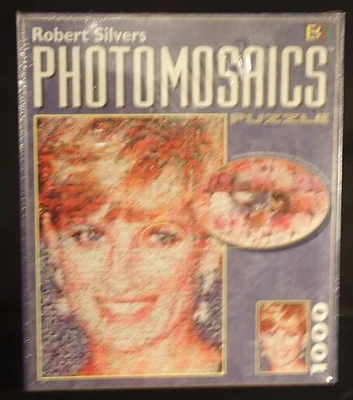 Robert Silvers
B
PHOTOMOSAICS
PUZZLE
1000